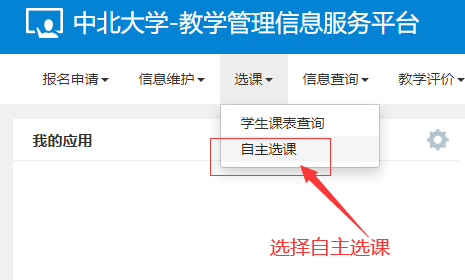 中北大学-教学管理信息服务平台
报名申请 信息维护 选课 信息查询 教学评价
学生课表查询
我的应用
自主选课
选择自主选课